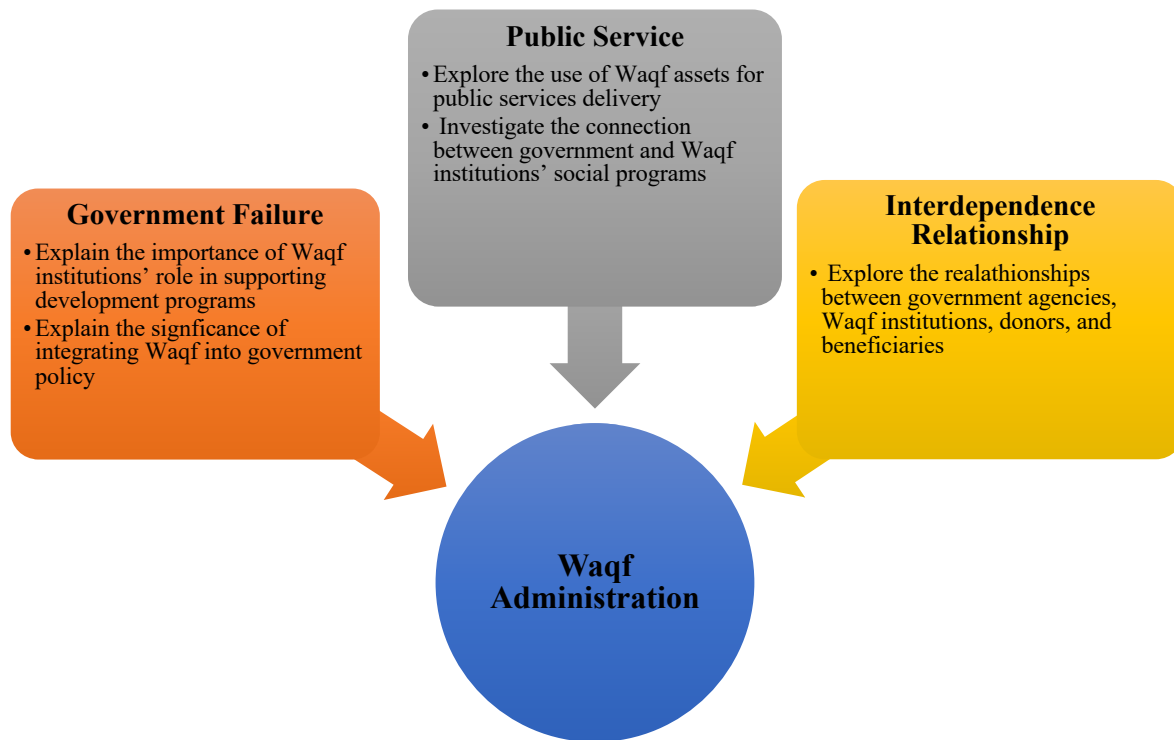 Public Service
•Explore the use of Waqf assets for
public services delivery
• Investigate the connection
between government and Waqf
institutions’ social programs
Government Failure
•Explain the importance of Waqf
institutions’ role in supporting
development programs
•Explain the signficance of
integrating Waqf into government
policy
Interdependence
Relationship
• Explore the realathionships
between government agencies,
Waqf institutions, donors, and
beneficiaries
Waqf
Administration